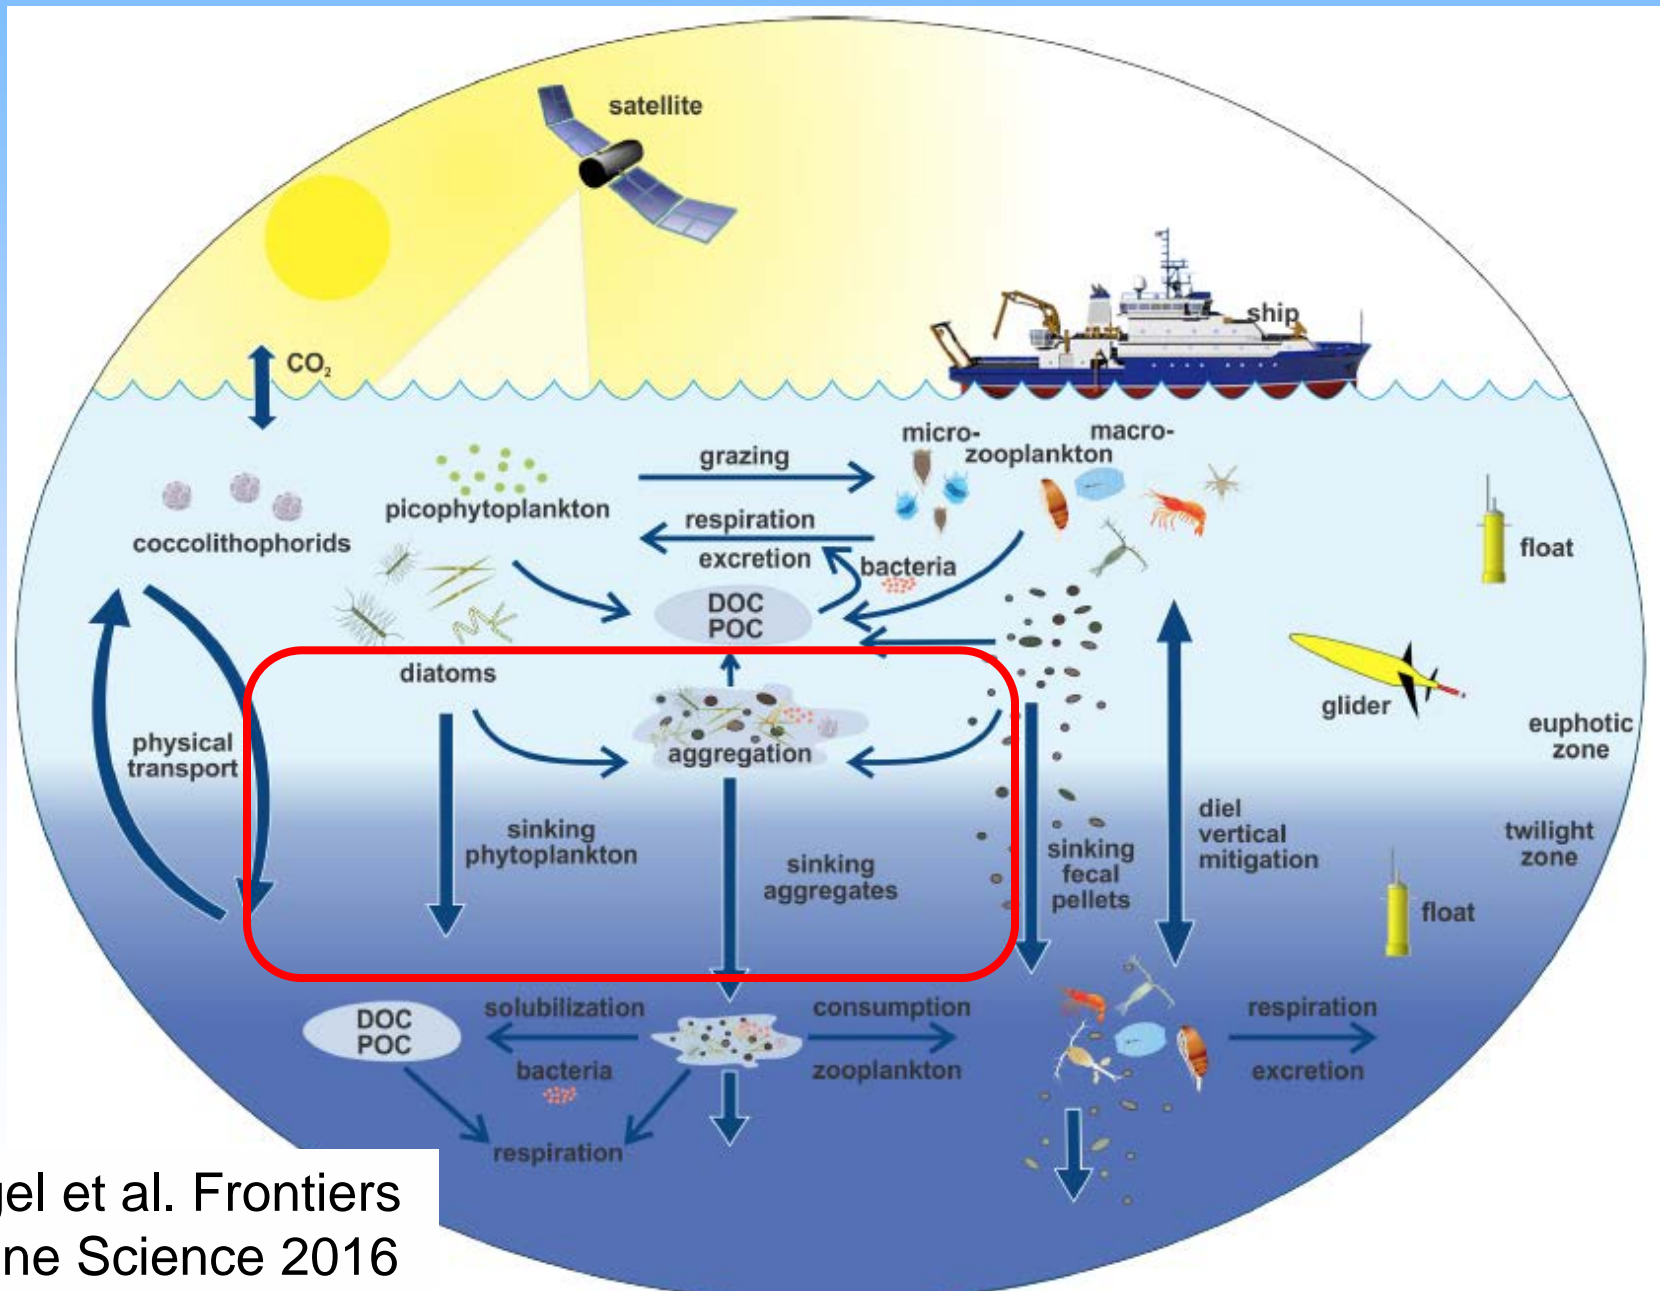 satellite
ship
CO₂
micro-
macro-
zooplankton
grazing
picophytoplankton
respiration
excretion
bacteria
coccolithophorids
float
DOC
POC
diatoms
glider
euphotic
zone
physical
transport
aggregation
sinking
phytoplankton
sinking
aggregates
sinking
fecal
pellets
diel
vertical
mitigation
twilight
zone
float
solubilization
consumption
respiration
DOC
POC
bacteria
zooplankton
excretion
respiration
gel et al. Frontiers
ne Science 2016